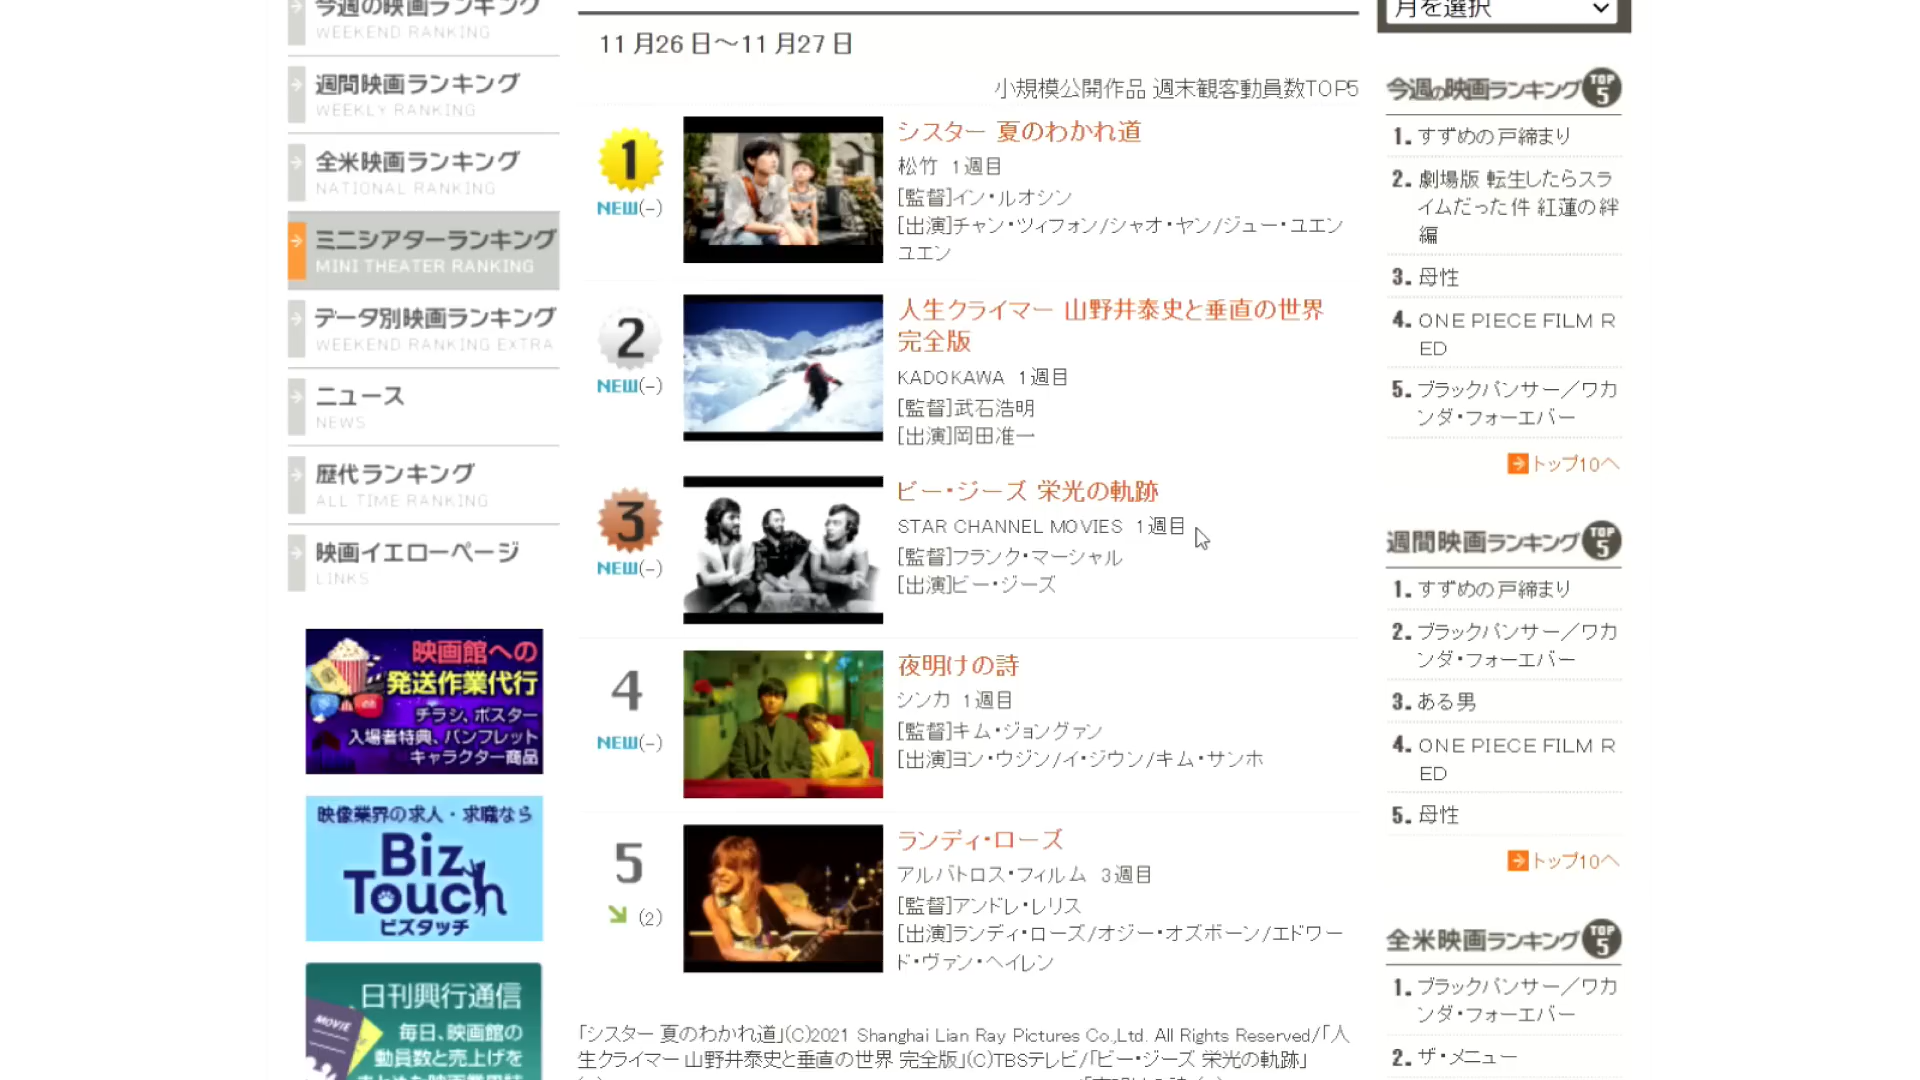 今週の映画ランキング
WEEKEND RANKING
週間映画ランキング
WEEKLY RANKING
全米映画ランキング
NATIONAL RANKING
ミニシアターランキング
MINI THEATER RANKING
データ別映画ランキング
WEEKEND RANKING EXTRA
ニュース
NEWS
歴代ランキング
ALL TIME RANKING
映画イエローページ
LINKS
映画館への
発送作業代行
チラシ、ポスター
入場者特典、パンフレット
キャラクター商品
映像業界の求人・求職なら
Biz
Touch
ビズタッチ
日刊興行通信
MOVIE
毎日、映画館の
動員数と売上げを
11月26日～11月27日
小規模公開作品 週末観客動員数TOP5
1
NEW(-)
シスター 夏のわかれ道
松竹 1週目
[監督]イン・ルオシン
[出演]チャン・ツィフォン/シャオ・ヤン/ジュー・ユエン
ユエン
2
NEW(-)
人生クライマー 山野井泰史と垂直の世界
完全版
KADOKAWA 1週目
[監督]武石浩明
[出演]岡田准一
3
NEW(-)
ビー・ジーズ 栄光の軌跡
STAR CHANNEL MOVIES 1週目
[監督]フランク・マーシャル
[出演]ビー・ジーズ
4
NEW(-)
夜明けの詩
シンカ 1週目
[監督]キム・ジョングァン
[出演]ヨン・ウジン/イ・ジウン/キム・サンホ
5
(2)
ランディ・ローズ
アルバトロス・フィルム 3週目
[監督]アンドレ・レリス
[出演]ランディ・ローズ/オジー・オズボーン/エドワー
ド・ヴァン・ヘイレン
「シスター 夏のわかれ道」(C)2021 Shanghai Lian Ray Pictures Co.,Ltd. All Rights Reserved/「人
生クライマー 山野井泰史と垂直の世界 完全版」(C)TBSテレビ/「ビー・ジーズ 栄光の軌跡」
月を選択
今週の映画ランキング TOP 5
1. すずめの戸締まり
2. 劇場版 転生したらスラ
イムだった件 紅蓮の絆
編
3. 母性
4. ONE PIECE FILM R
ED
5. ブラックパンサー／ワカ
ンダ・フォーエバー
トップ10へ
週間映画ランキング TOP 5
1. すずめの戸締まり
2. ブラックパンサー／ワカ
ンダ・フォーエバー
3. ある男
4. ONE PIECE FILM R
ED
5. 母性
トップ10へ
全米映画ランキング TOP 5
1. ブラックパンサー／ワカ
ンダ・フォーエバー
2. ザ・メニュー